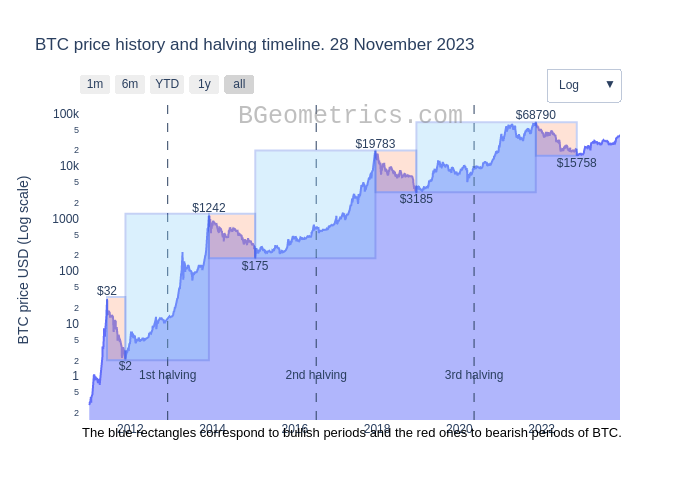 BTC price history and halving timeline. 28 November 2023
1m 6m YTD 1y all
Log ▼
BGeometrics.com
BTC price USD (Log scale)
100k
5
2
10k
5
2
1000
5
2
100
5
2
10
5
2
1
5
2
$68790
$19783
$15758
$3185
$1242
$175
$32
$2
1st halving
2nd halving
3rd halving
2012 2014 2016 2018 2020 2022
The blue rectangles correspond to bullish periods and the red ones to bearish periods of BTC.